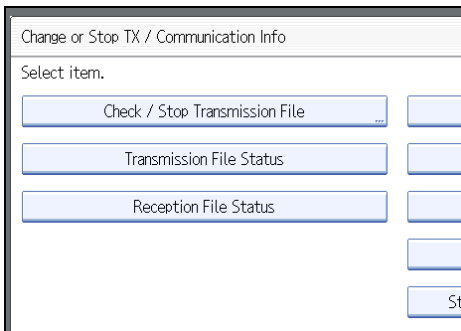 Change or Stop TX / Communication Info
Select item.
Check / Stop Transmission File
Transmission File Status
Reception File Status